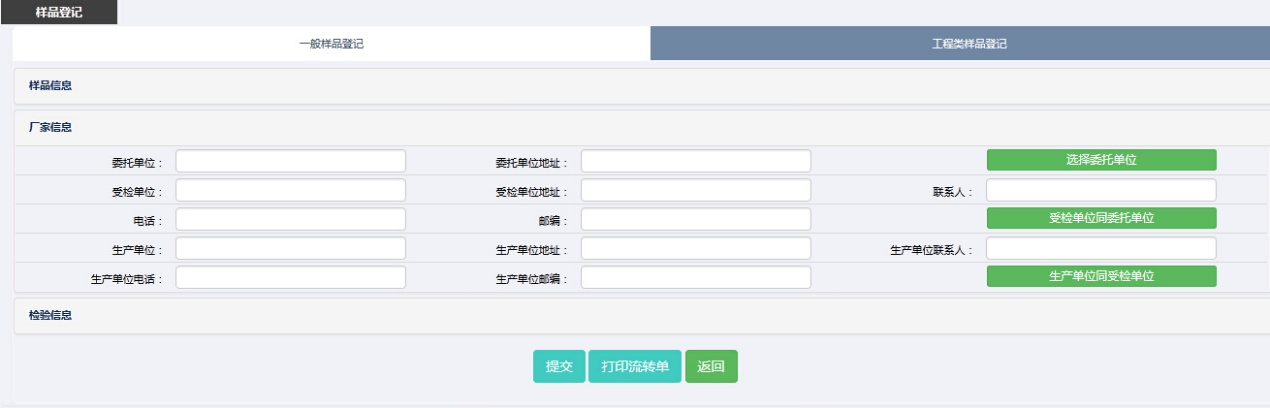 样品登记
一般样品登记 工程类样品登记
样品信息
厂家信息
委托单位： 委托单位地址： 选择委托单位
受检单位： 受检单位地址： 联系人：
电话： 邮编： 受检单位同委托单位
生产单位： 生产单位地址： 生产单位联系人：
生产单位电话： 生产单位邮编： 生产单位同受检单位
检验信息
提交 打印流转单 返回